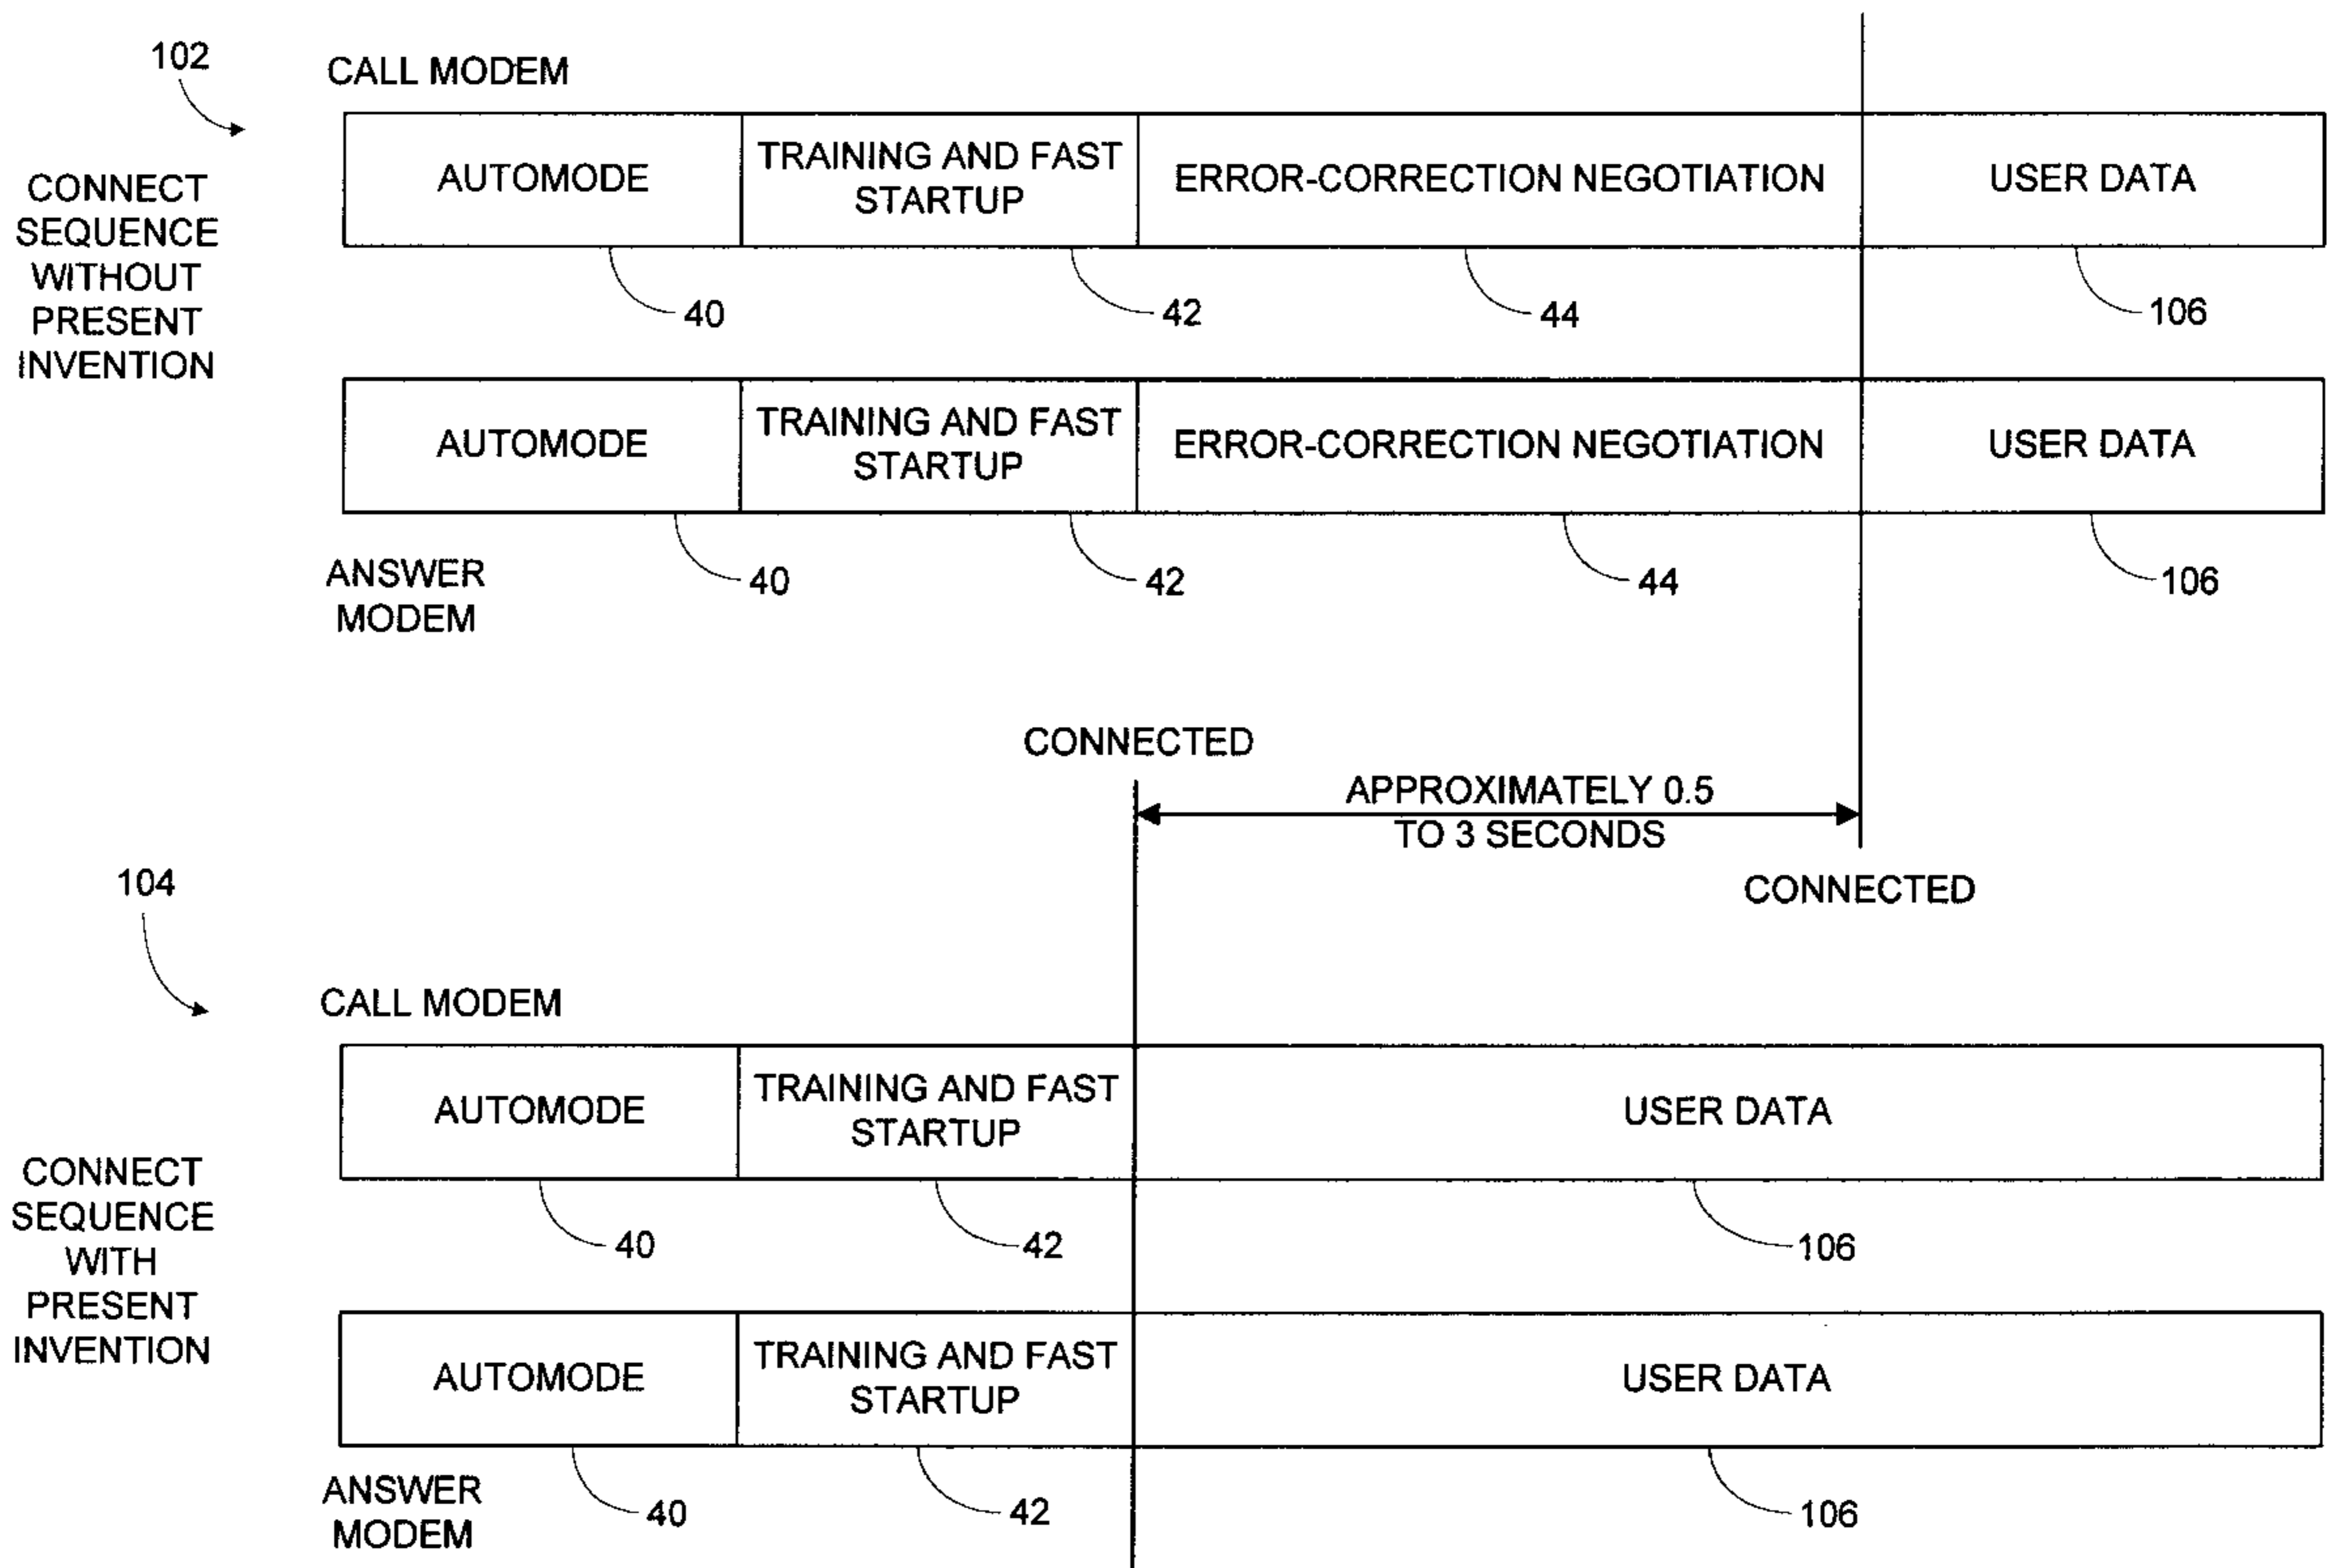 102
CALL MODEM
CONNECT
SEQUENCE
WITHOUT
PRESENT
INVENTION
AUTOMODE
TRAINING AND FAST
STARTUP
ERROR-CORRECTION NEGOTIATION
USER DATA
40
42
44
106
AUTOMODE
TRAINING AND FAST
STARTUP
ERROR-CORRECTION NEGOTIATION
USER DATA
ANSWER
MODEM
40
42
44
106
CONNECTED
APPROXIMATELY 0.5
TO 3 SECONDS
CONNECTED
104
CALL MODEM
CONNECT
SEQUENCE
WITH
PRESENT
INVENTION
AUTOMODE
TRAINING AND FAST
STARTUP
USER DATA
40
42
106
AUTOMODE
TRAINING AND FAST
STARTUP
USER DATA
ANSWER
MODEM
40
42
106